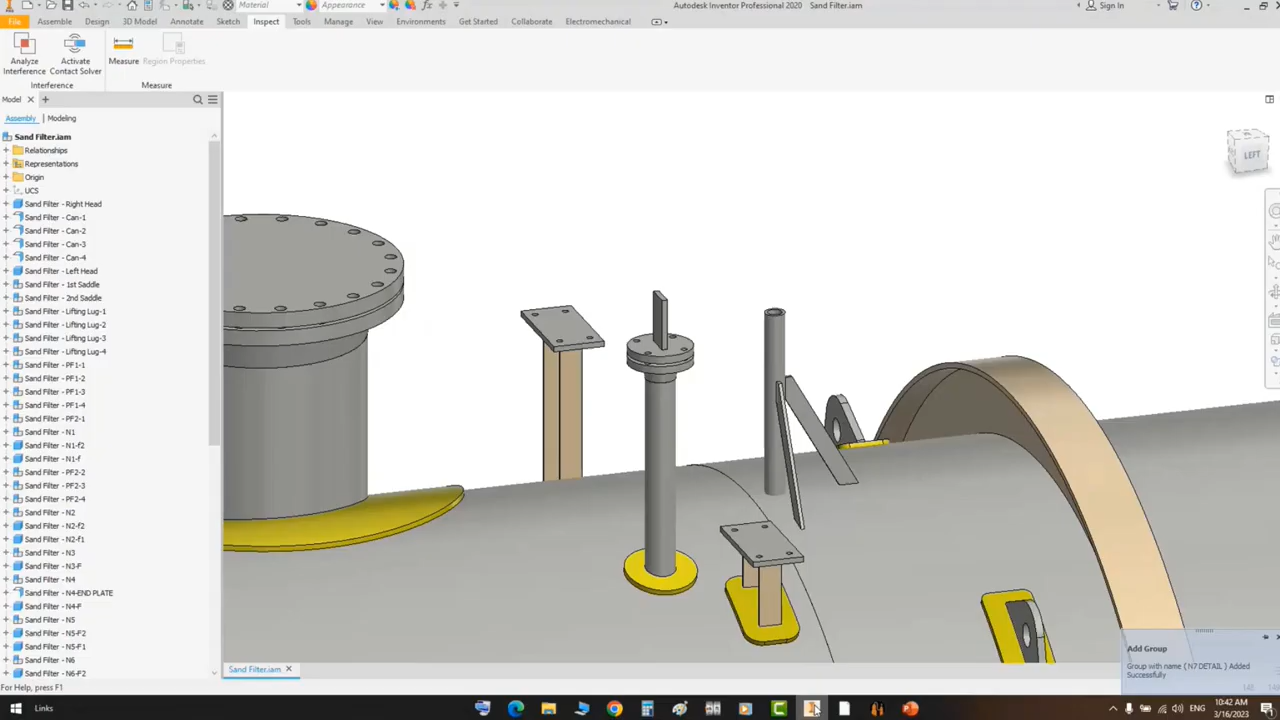 Material
Appearance
Autodesk Inventor Professional 2020 Sand Filter.iam
Sign In
File Assemble Design 3D Model Annotate Sketch Inspect Tools Manage View Environments Get Started Collaborate Electromechanical
Analyze Interference
Activate Contact Solver
Measure
Region Properties
Interference
Measure
Model
Assembly Modeling
Sand Filter.iam
Relationships
Representations
Origin
UCS
Sand Filter - Right Head
Sand Filter - Can-1
Sand Filter - Can-2
Sand Filter - Can-3
Sand Filter - Can-4
Sand Filter - Left Head
Sand Filter - 1st Saddle
Sand Filter - 2nd Saddle
Sand Filter - Lifting Lug-1
Sand Filter - Lifting Lug-2
Sand Filter - Lifting Lug-3
Sand Filter - Lifting Lug-4
Sand Filter - PF1-1
Sand Filter - PF1-2
Sand Filter - PF1-3
Sand Filter - PF1-4
Sand Filter - PF2-1
Sand Filter - N1
Sand Filter - N1-f2
Sand Filter - N1-f
Sand Filter - PF2-2
Sand Filter - PF2-3
Sand Filter - PF2-4
Sand Filter - N2
Sand Filter - N2-f2
Sand Filter - N2-f1
Sand Filter - N3
Sand Filter - N3-F
Sand Filter - N4
Sand Filter - N4-END PLATE
Sand Filter - N4-F
Sand Filter - N5
Sand Filter - N5-F2
Sand Filter - N5-F1
Sand Filter - N6
Sand Filter - N6-F2
LEFT
Sand Filter.iam
Add Group
Group with name ( N7 DETAIL ) Added
Successfully
For Help, press F1
Links
ENG
10:42 AM
3/16/2023